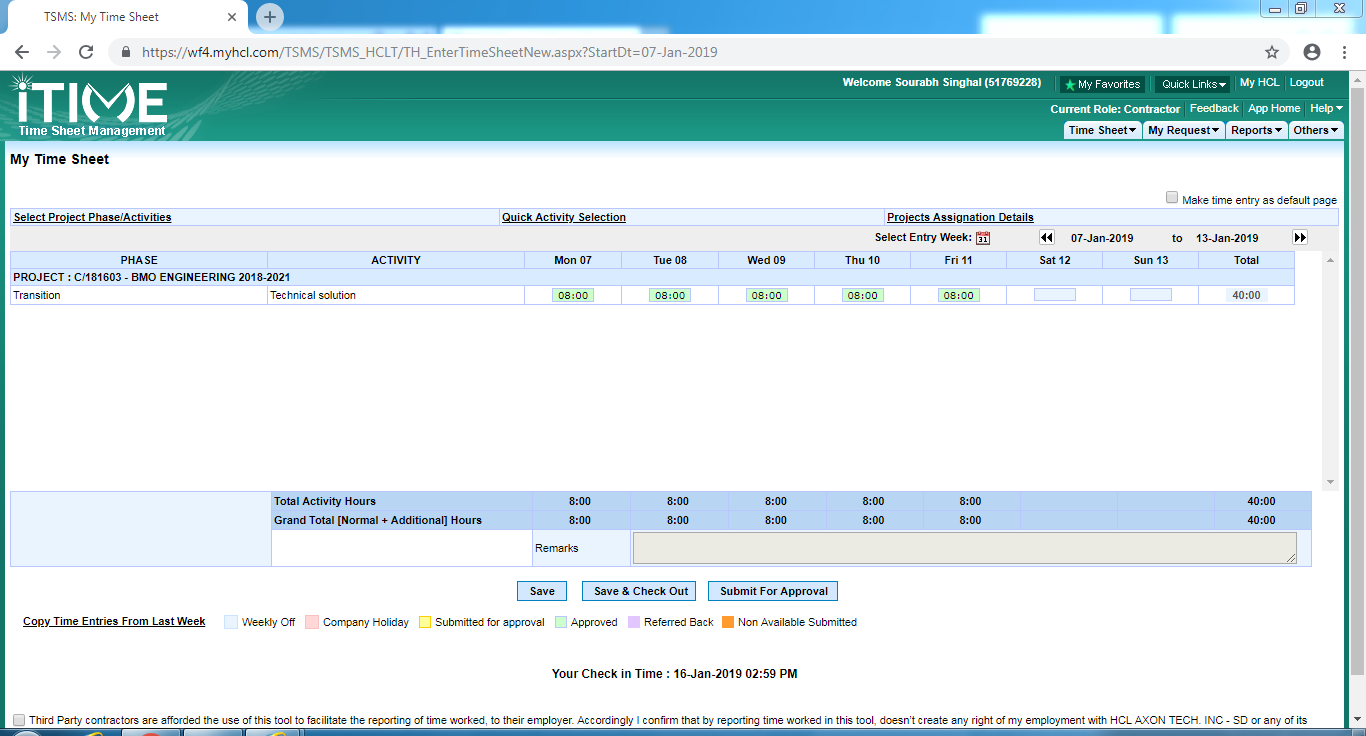 TSMS: My Time Sheet
https://wf4.myhcl.com/TSMS/TSMS_HCLT/TH_EnterTimeSheetNew.aspx?StartDt=07-Jan-2019
iTIME
Time Sheet Management
Welcome Sourabh Singhal (51769228) My Favorites Quick Links My HCL Logout
Current Role: Contractor Feedback App Home Help
Time Sheet My Request Reports Others
My Time Sheet
Make time entry as default page
Select Project Phase/Activities Quick Activity Selection Projects Assignation Details
Select Entry Week: 31 07-Jan-2019 to 13-Jan-2019
PHASE ACTIVITY Mon 07 Tue 08 Wed 09 Thu 10 Fri 11 Sat 12 Sun 13 Total
PROJECT : C/181603 - BMO ENGINEERING 2018-2021
Transition Technical solution 08:00 08:00 08:00 08:00 08:00 40:00
Total Activity Hours 8:00 8:00 8:00 8:00 8:00 40:00
Grand Total [Normal + Additional] Hours 8:00 8:00 8:00 8:00 8:00 40:00
Remarks
Save Save & Check Out Submit For Approval
Copy Time Entries From Last Week Weekly Off Company Holiday Submitted for approval Approved Referred Back Non Available Submitted
Your Check in Time : 16-Jan-2019 02:59 PM
Third Party contractors are afforded the use of this tool to facilitate the reporting of time worked, to their employer. Accordingly I confirm that by reporting time worked in this tool, doesn't create any right of my employment with HCL AXON TECH. INC - SD or any of its